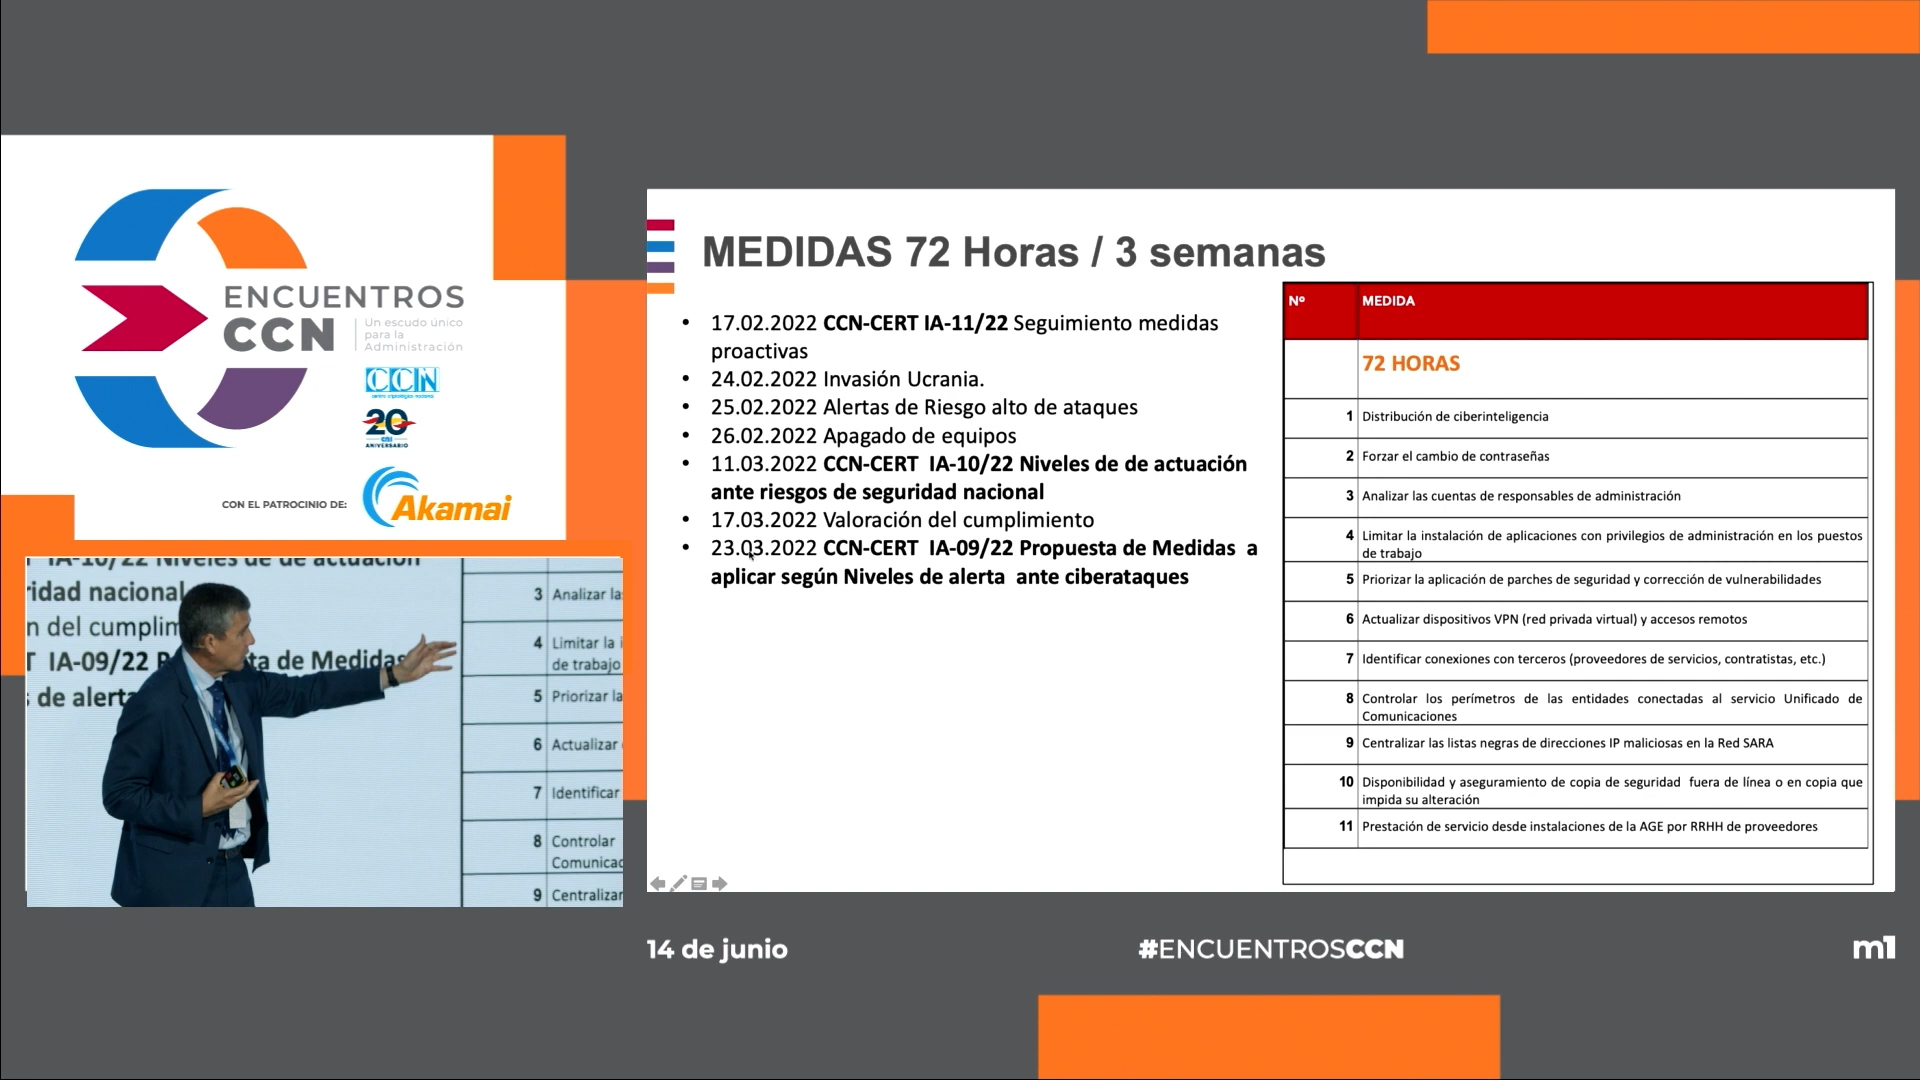 ENCUENTROS
CCN
Un escudo único
para la
Administración
CCN
centro criptológico nacional
20
cni
ANIVERSARIO
CON EL PATROCINIO DE:
Akamai
MEDIDAS 72 Horas / 3 semanas
• 17.02.2022 CCN-CERT IA-11/22 Seguimiento medidas
proactivas
• 24.02.2022 Invasión Ucrania.
• 25.02.2022 Alertas de Riesgo alto de ataques
• 26.02.2022 Apagado de equipos
• 11.03.2022 CCN-CERT IA-10/22 Niveles de de actuación
ante riesgos de seguridad nacional
• 17.03.2022 Valoración del cumplimiento
• 23.03.2022 CCN-CERT IA-09/22 Propuesta de Medidas a
aplicar según Niveles de alerta ante ciberataques
Nº MEDIDA
72 HORAS
1 Distribución de ciberinteligencia
2 Forzar el cambio de contraseñas
3 Analizar las cuentas de responsables de administración
4 Limitar la instalación de aplicaciones con privilegios de administración en los puestos
de trabajo
5 Priorizar la aplicación de parches de seguridad y corrección de vulnerabilidades
6 Actualizar dispositivos VPN (red privada virtual) y accesos remotos
7 Identificar conexiones con terceros (proveedores de servicios, contratistas, etc.)
8 Controlar los perímetros de las entidades conectadas al servicio Unificado de
Comunicaciones
9 Centralizar las listas negras de direcciones IP maliciosas en la Red SARA
10 Disponibilidad y aseguramiento de copia de seguridad fuera de línea o en copia que
impida su alteración
11 Prestación de servicio desde instalaciones de la AGE por RRHH de proveedores
IA-10/22 Niveles de de actuación
ridad nacional
n del cumplim
T IA-09/22 P ta de Medidas
s de alerta
3 Analizar la
4 Limitar la i
de trabajo
5 Priorizar la
6 Actualizar
7 Identificar
8 Controlar
Comunicac
9 Centralizar
14 de junio
#ENCUENTROSCCN
m1